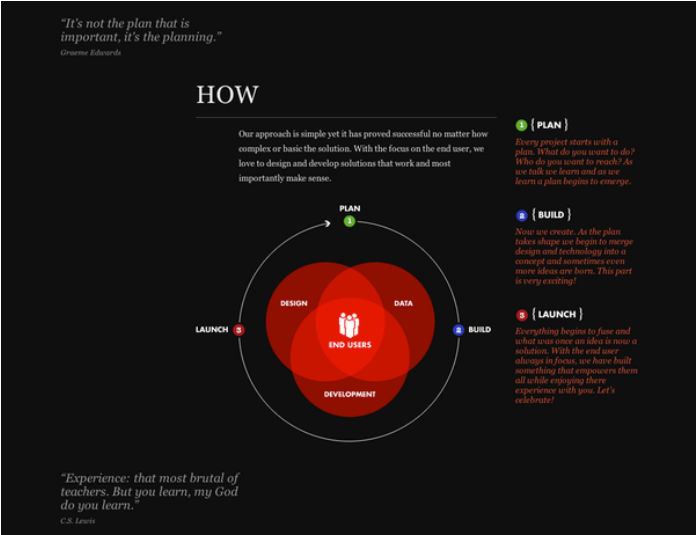 “It's not the plan that is
important, it's the planning.”
Graeme Edwards
HOW
Our approach is simple yet it has proved successful no matter how
complex or basic the solution. With the focus on the end user, we
love to design and develop solutions that work and most
importantly make sense.
PLAN
1
DESIGN
DATA
LAUNCH 3
END USERS
2 BUILD
DEVELOPMENT
1 { PLAN }
Every project starts with a
plan. What do you want to do?
Who do you want to reach? As
we talk we learn and as we
learn a plan begins to emerge.
2 { BUILD }
Now we create. As the plan
takes shape we begin to merge
design and technology into a
concept and sometimes even
more ideas are born. This part
is very exciting!
3 { LAUNCH }
Everything begins to fuse and
what was once an idea is now a
solution. With the end user
always in focus, we have built
something that empowers them
all while enjoying there
experience with you. Let's
celebrate!
“Experience: that most brutal of
teachers. But you learn, my God
do you learn.”
C.S. Lewis